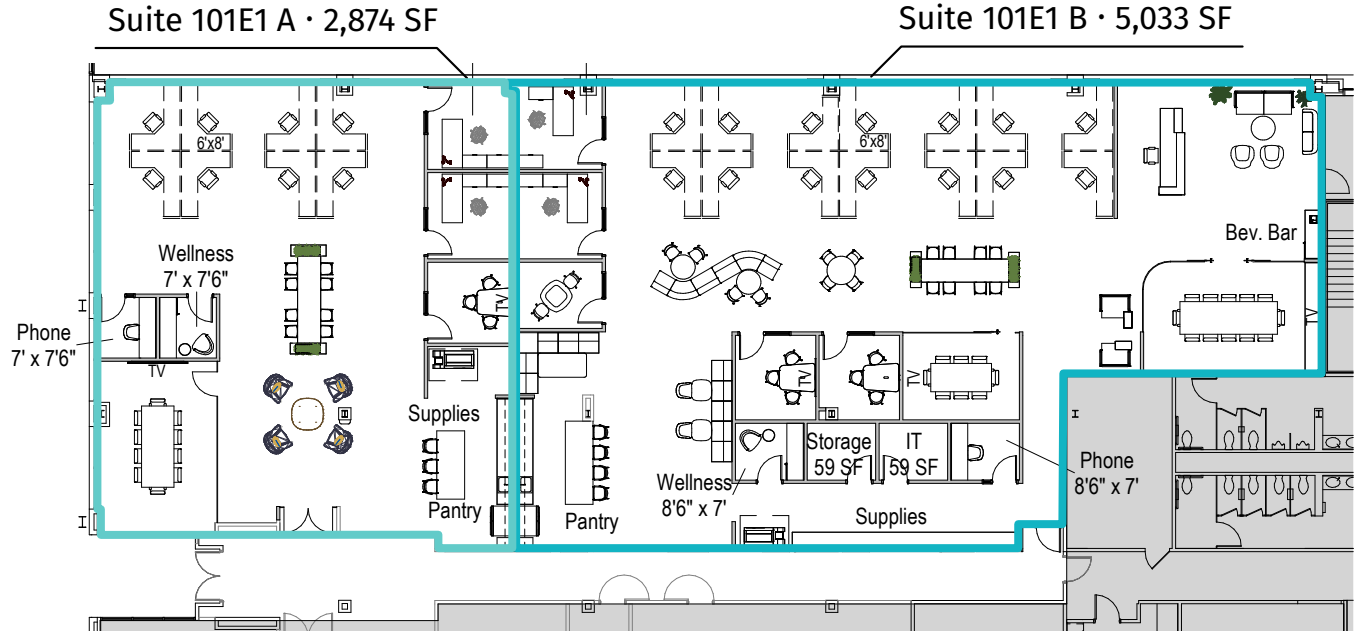 Suite 101E1 A · 2,874 SF
Suite 101E1 B · 5,033 SF
6'x8'
6'x8'
Wellness
7' x 7'6"
Bev. Bar
Phone
7' x 7'6"
TV
TV
TV
TV
TV
Supplies
Pantry
Pantry
Storage
59 SF
IT
59 SF
Wellness
8'6" x 7'
Phone
8'6" x 7'
Supplies